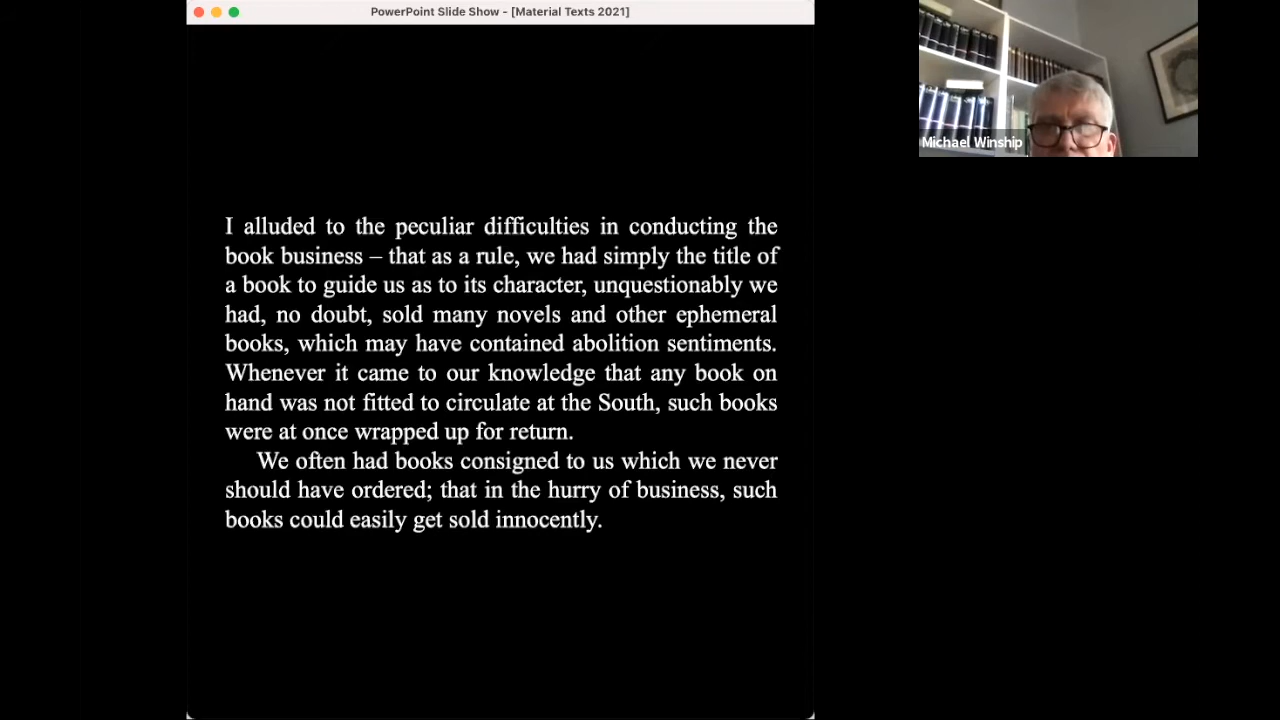 PowerPoint Slide Show - [Material Texts 2021]
Michael Winship
I alluded to the peculiar difficulties in conducting the
book business – that as a rule, we had simply the title of
a book to guide us as to its character, unquestionably we
had, no doubt, sold many novels and other ephemeral
books, which may have contained abolition sentiments.
Whenever it came to our knowledge that any book on
hand was not fitted to circulate at the South, such books
were at once wrapped up for return.
We often had books consigned to us which we never
should have ordered; that in the hurry of business, such
books could easily get sold innocently.